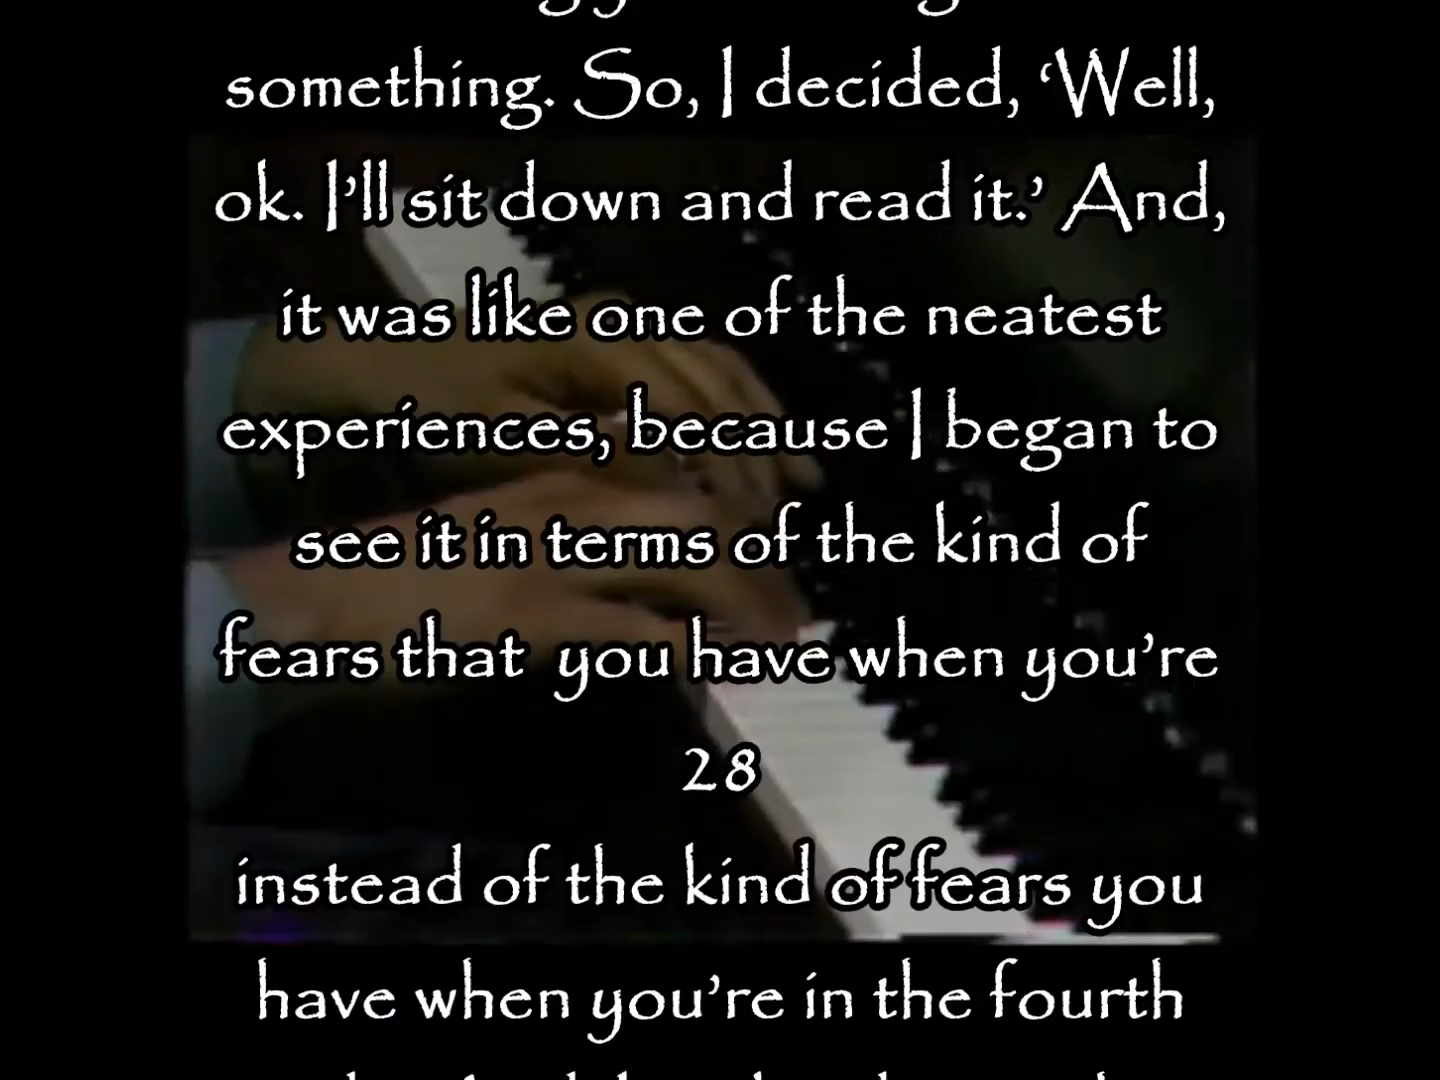 something. So, I decided, ‘Well,
ok. I’ll sit down and read it.’ And,
it was like one of the neatest
experiences, because I began to
see it in terms of the kind of
fears that you have when you’re
28
instead of the kind of fears you
have when you’re in the fourth